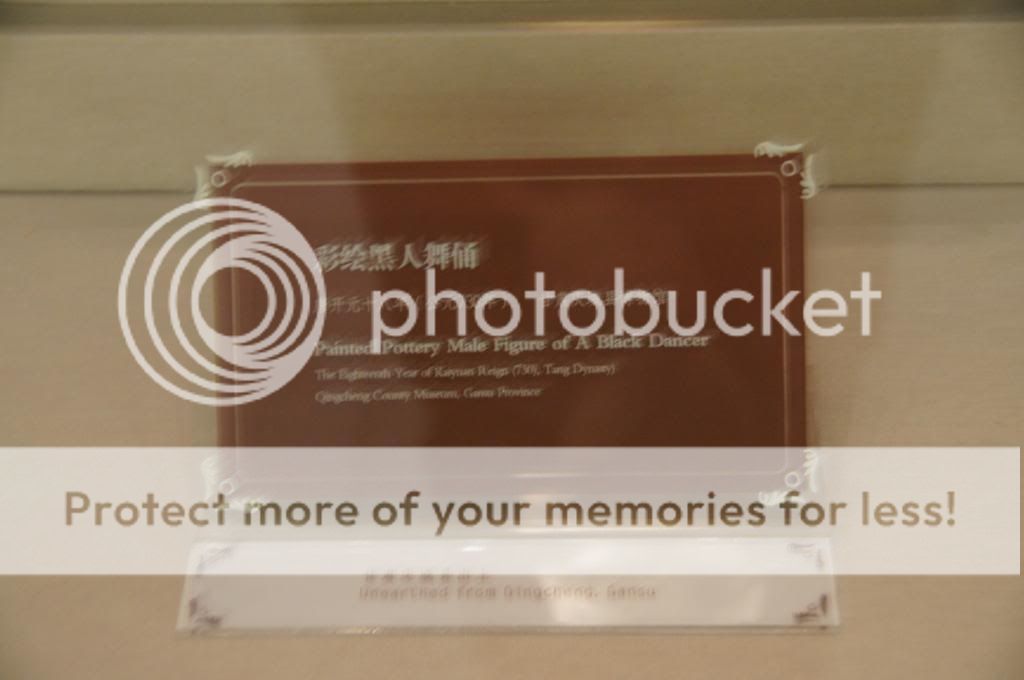 彩绘黑人舞俑
photobucket
Painted Pottery Male Figure of A Black Dancer
The Eighteenth Year of Kaiyuan Reign (730), Tang Dynasty)
Qingcheng County Museum, Gansu Province
Protect more of your memories for less!
Unearthed from Qingcheng, Gansu